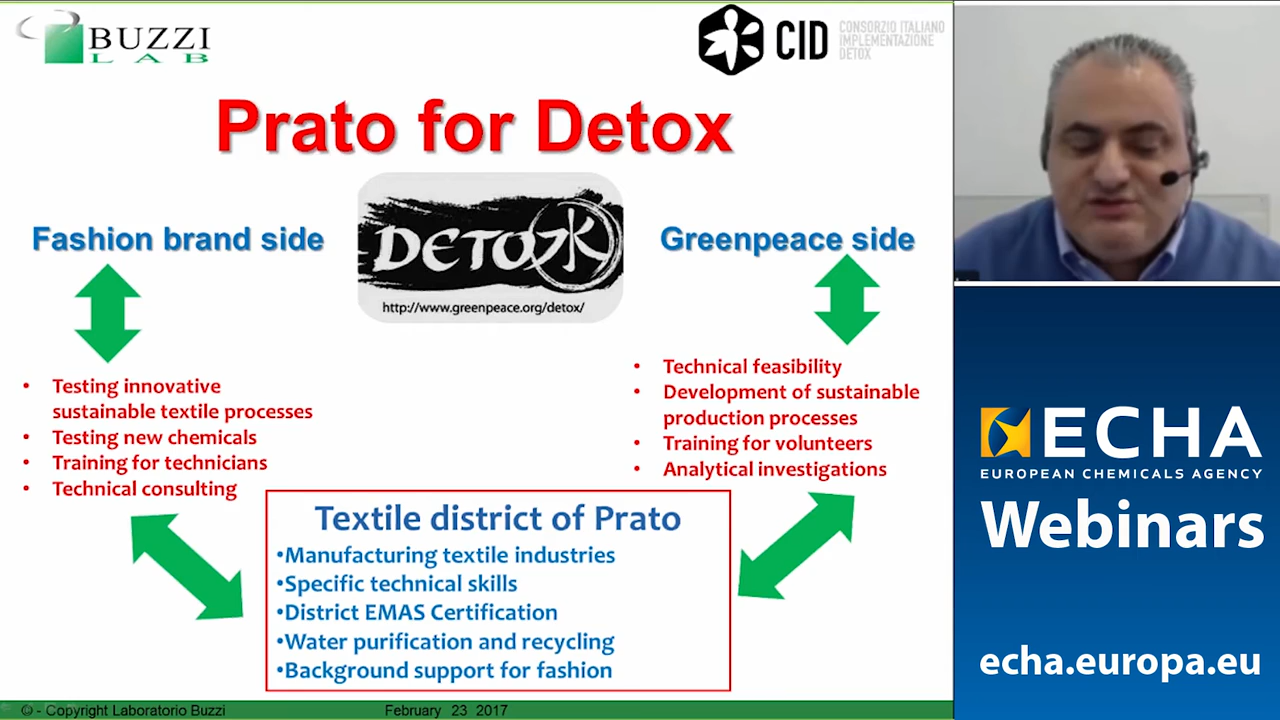 BUZZI
LAB
CID
CONSORZIO ITALIANO
IMPLEMENTAZIONE
DETOX
Prato for Detox
Fashion brand side
DETOX
http://www.greenpeace.org/detox/
Greenpeace side
• Testing innovative
sustainable textile processes
• Testing new chemicals
• Training for technicians
• Technical consulting
• Technical feasibility
• Development of sustainable
production processes
• Training for volunteers
• Analytical investigations
Textile district of Prato
•Manufacturing textile industries
•Specific technical skills
•District EMAS Certification
•Water purification and recycling
•Background support for fashion
© - Copyright Laboratorio Buzzi
February 23 2017
ECHA
EUROPEAN CHEMICALS AGENCY
Webinars
echa.europa.eu